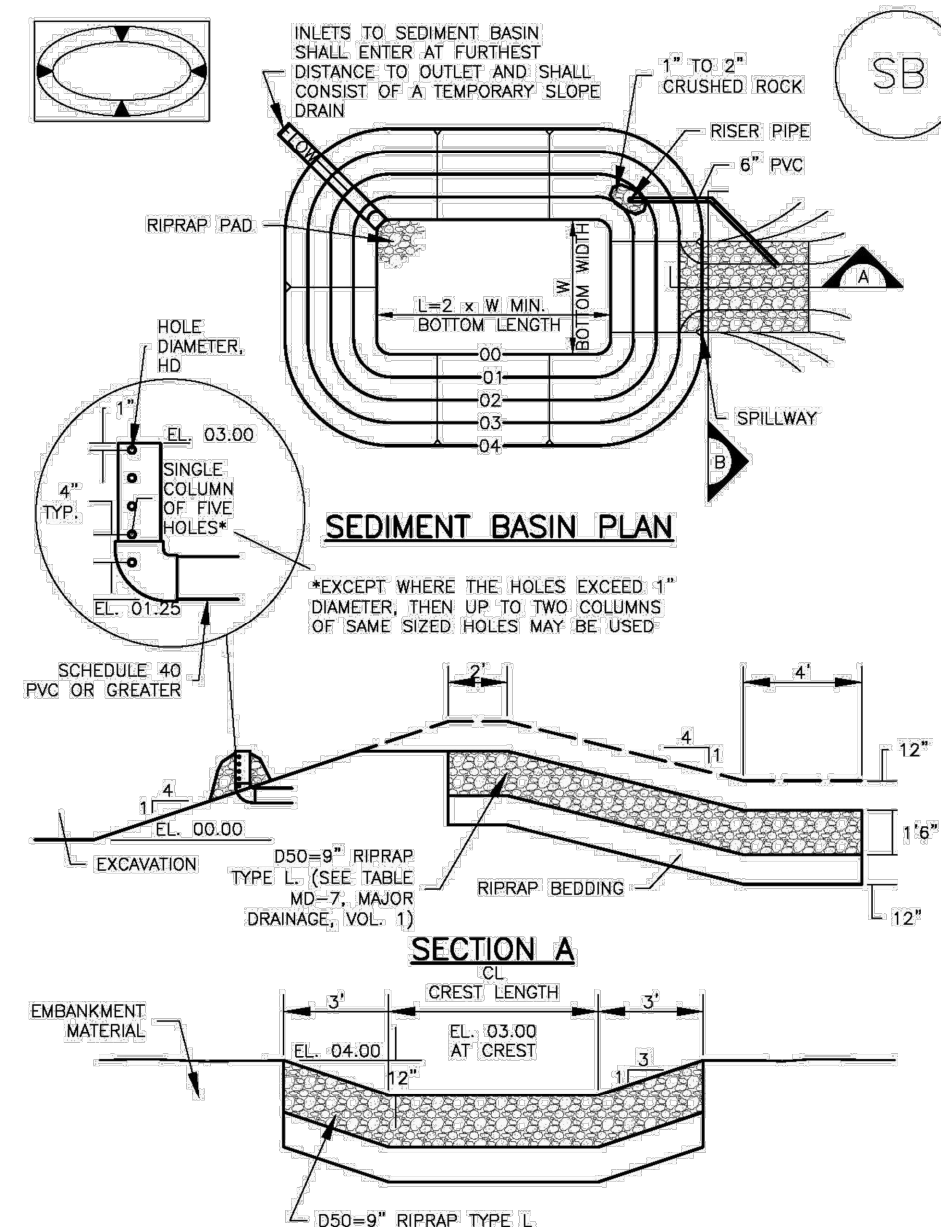 INLETS TO SEDIMENT BASIN
SHALL ENTER AT FURTHEST
DISTANCE TO OUTLET AND SHALL
CONSIST OF A TEMPORARY SLOPE
DRAIN
1" TO 2"
CRUSHED ROCK
SB
RISER PIPE
6" PVC
FLOW
RIPRAP PAD
W
BOTTOM WIDTH
L=2 x W MIN.
BOTTOM LENGTH
A
00
01
02
03
04
SPILLWAY
B
HOLE
DIAMETER,
HD
1"
EL. 03.00
4"
TYP.
SINGLE
COLUMN
OF FIVE
HOLES*
EL. 01.25
SEDIMENT BASIN PLAN
*EXCEPT WHERE THE HOLES EXCEED 1"
DIAMETER, THEN UP TO TWO COLUMNS
OF SAME SIZED HOLES MAY BE USED
SCHEDULE 40
PVC OR GREATER
2'
4'
4
1
12"
4
1
EL. 00.00
EXCAVATION
1'6"
D50=9" RIPRAP
TYPE L. (SEE TABLE
MD-7, MAJOR
DRAINAGE, VOL. 1)
RIPRAP BEDDING
12"
SECTION A
CL
CREST LENGTH
3'
3'
EMBANKMENT
MATERIAL
EL. 04.00
EL. 03.00
AT CREST
12"
3
1
D50=9" RIPRAP TYPE L